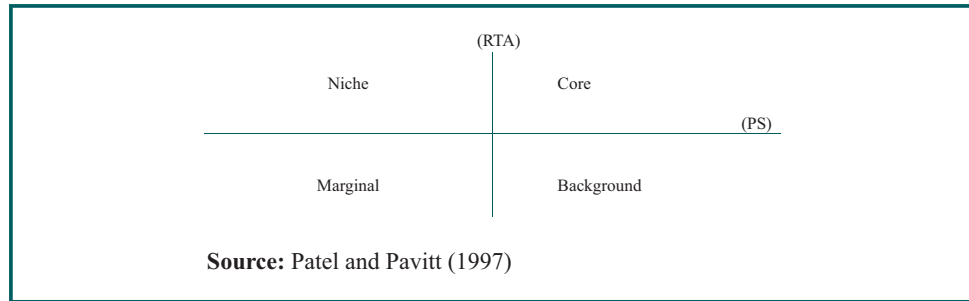 (RTA)
Niche Core
(PS)
Marginal Background
Source: Patel and Pavitt (1997)